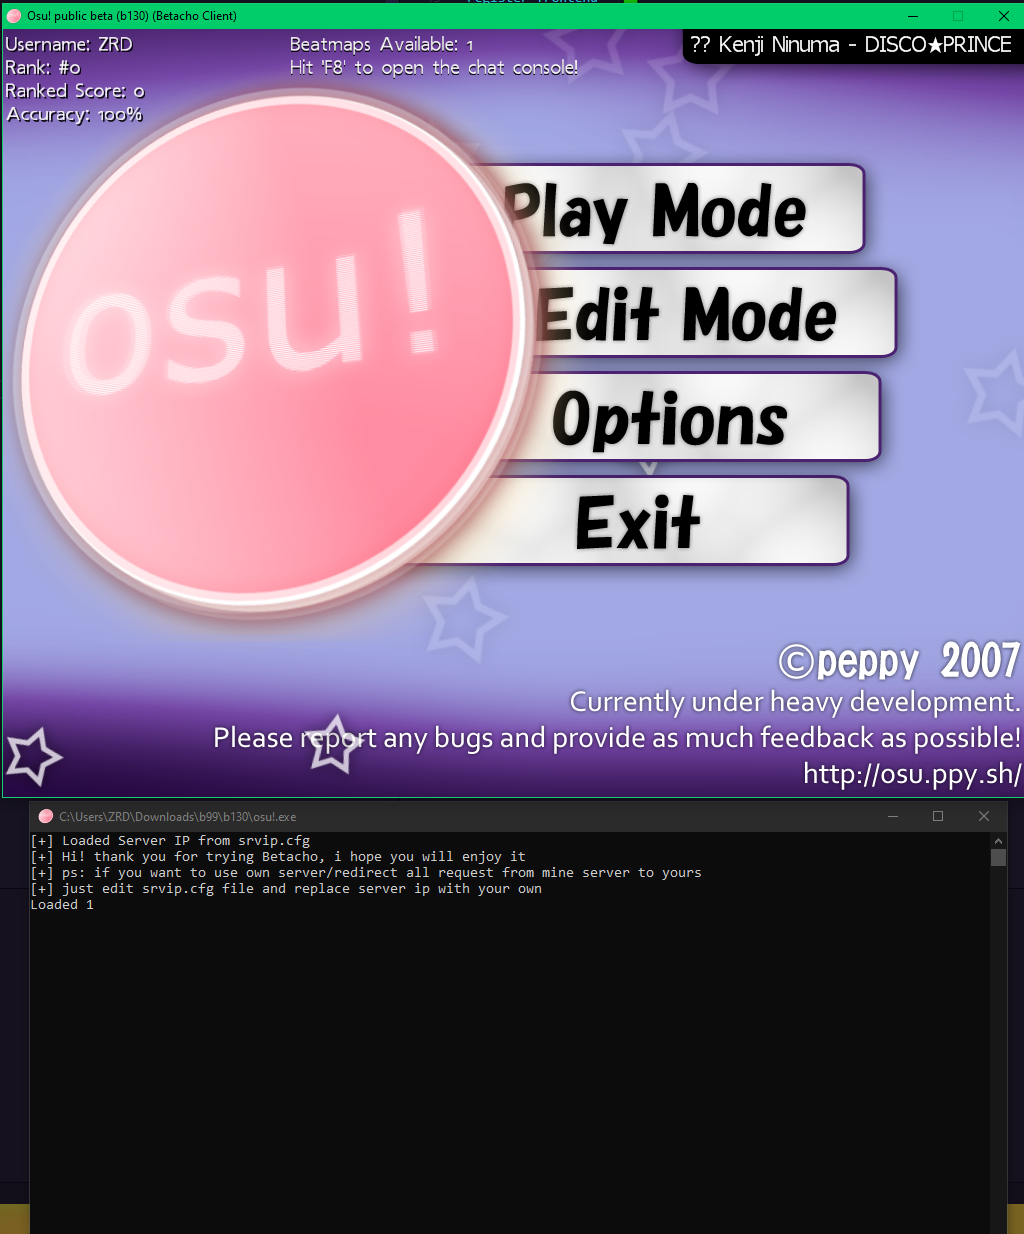 register frontend
Osu! public beta (b130) (Betacho Client)
Username: ZRD
Rank: #0
Ranked Score: 0
Accuracy: 100%
Beatmaps Available: 1
Hit 'F8' to open the chat console!
?? Kenji Ninuma - DISCO★PRINCE
osu!
Play Mode
Edit Mode
Options
Exit
©peppy 2007
Currently under heavy development.
Please report any bugs and provide as much feedback as possible!
http://osu.ppy.sh/
C:\Users\ZRD\Downloads\b99\b130\osu!.exe
[+] Loaded Server IP from srvip.cfg
[+] Hi! thank you for trying Betacho, i hope you will enjoy it
[+] ps: if you want to use own server/redirect all request from mine server to yours
[+] just edit srvip.cfg file and replace server ip with your own
Loaded 1